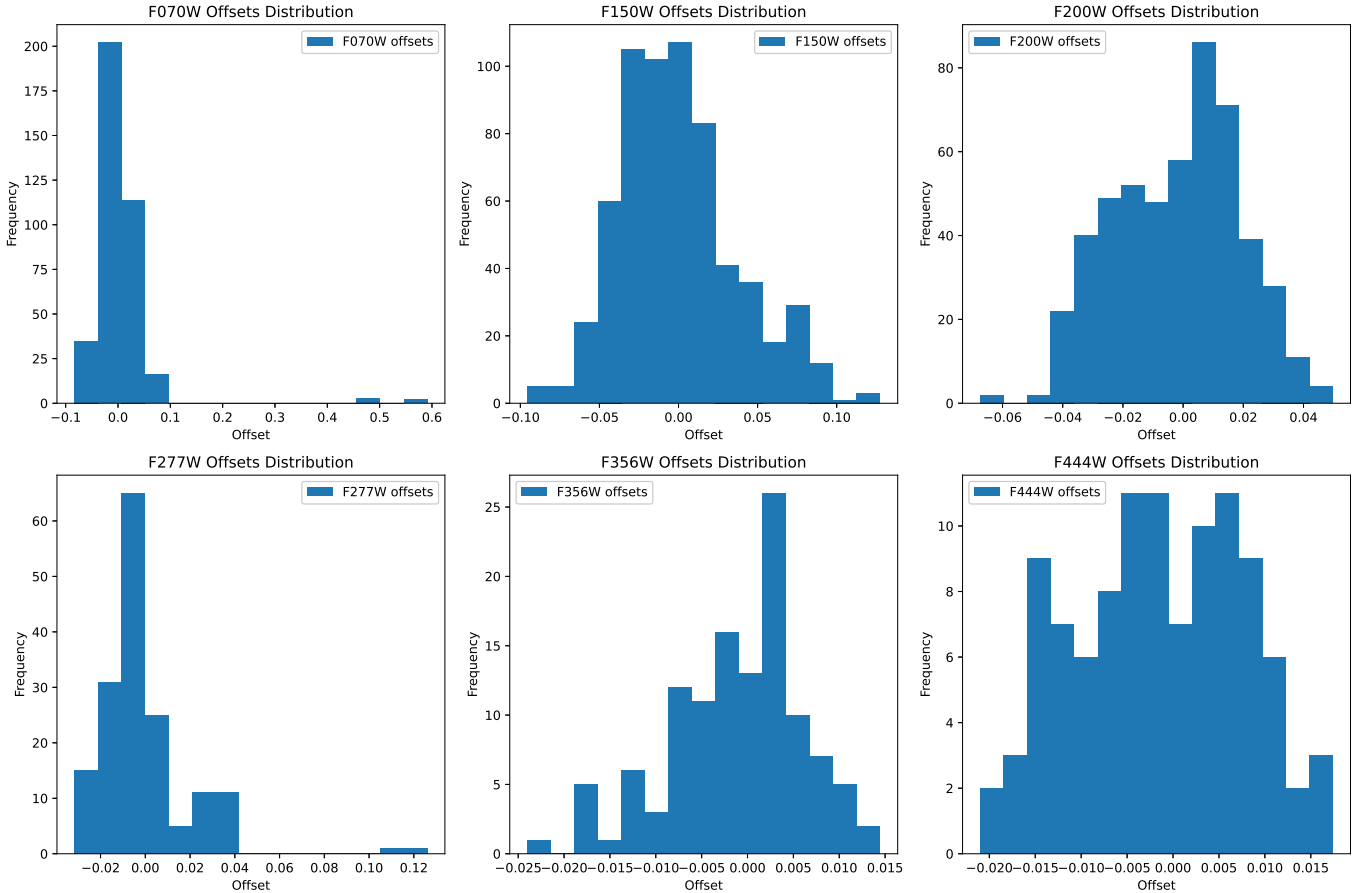 F070W Offsets Distribution
F070W offsets
200
175
150
125
100
75
50
25
0
Frequency
−0.1 0.0 0.1 0.2 0.3 0.4 0.5 0.6
Offset
F150W Offsets Distribution
F150W offsets
100
80
60
40
20
0
Frequency
−0.10 −0.05 0.00 0.05 0.10
Offset
F200W Offsets Distribution
F200W offsets
80
60
40
20
0
Frequency
−0.06 −0.04 −0.02 0.00 0.02 0.04
Offset
F277W Offsets Distribution
F277W offsets
60
50
40
30
20
10
0
Frequency
−0.02 0.00 0.02 0.04 0.06 0.08 0.10 0.12
Offset
F356W Offsets Distribution
F356W offsets
25
20
15
10
5
0
Frequency
−0.025 −0.020 −0.015 −0.010 −0.005 0.000 0.005 0.010 0.015
Offset
F444W Offsets Distribution
F444W offsets
10
8
6
4
2
0
Frequency
−0.020 −0.015 −0.010 −0.005 0.000 0.005 0.010 0.015
Offset